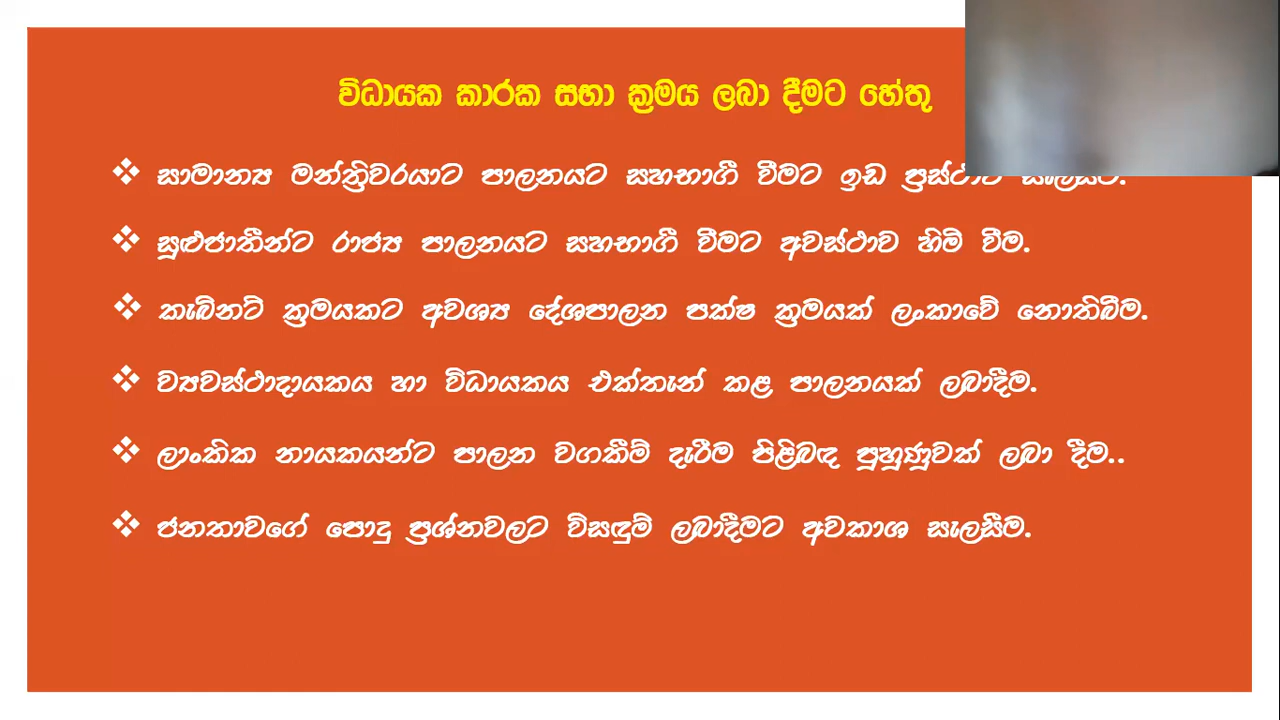 විධායක කාරක සභා ක්‍රමය ලබා දීමට හේතු
❖ සාමාන්‍ය මන්ත්‍රිවරයාට පාලනයට සහභාගී වීමට ඉඩ
❖ සුළුජාතීන්ට රාජ්‍ය පාලනයට සහභාගී වීමට අවස්ථාව හිමි වීම.
❖ කැබිනට් ක්‍රමයකට අවශ්‍ය දේශපාලන පක්ෂ ක්‍රමයක් ලංකාවේ නොතිබීම.
❖ ව්‍යවස්ථාදායකය හා විධායකය එක්තැන් කළ පාලනයක් ලබාදීම.
❖ ලාංකික නායකයන්ට පාලන වගකීම් දැරීම පිළිබඳ පුහුණුවක් ලබා දීම..
❖ ජනතාවගේ පොදු ප්‍රශ්නවලට විසඳුම් ලබාදීමට අවකාශ සැලසීම.